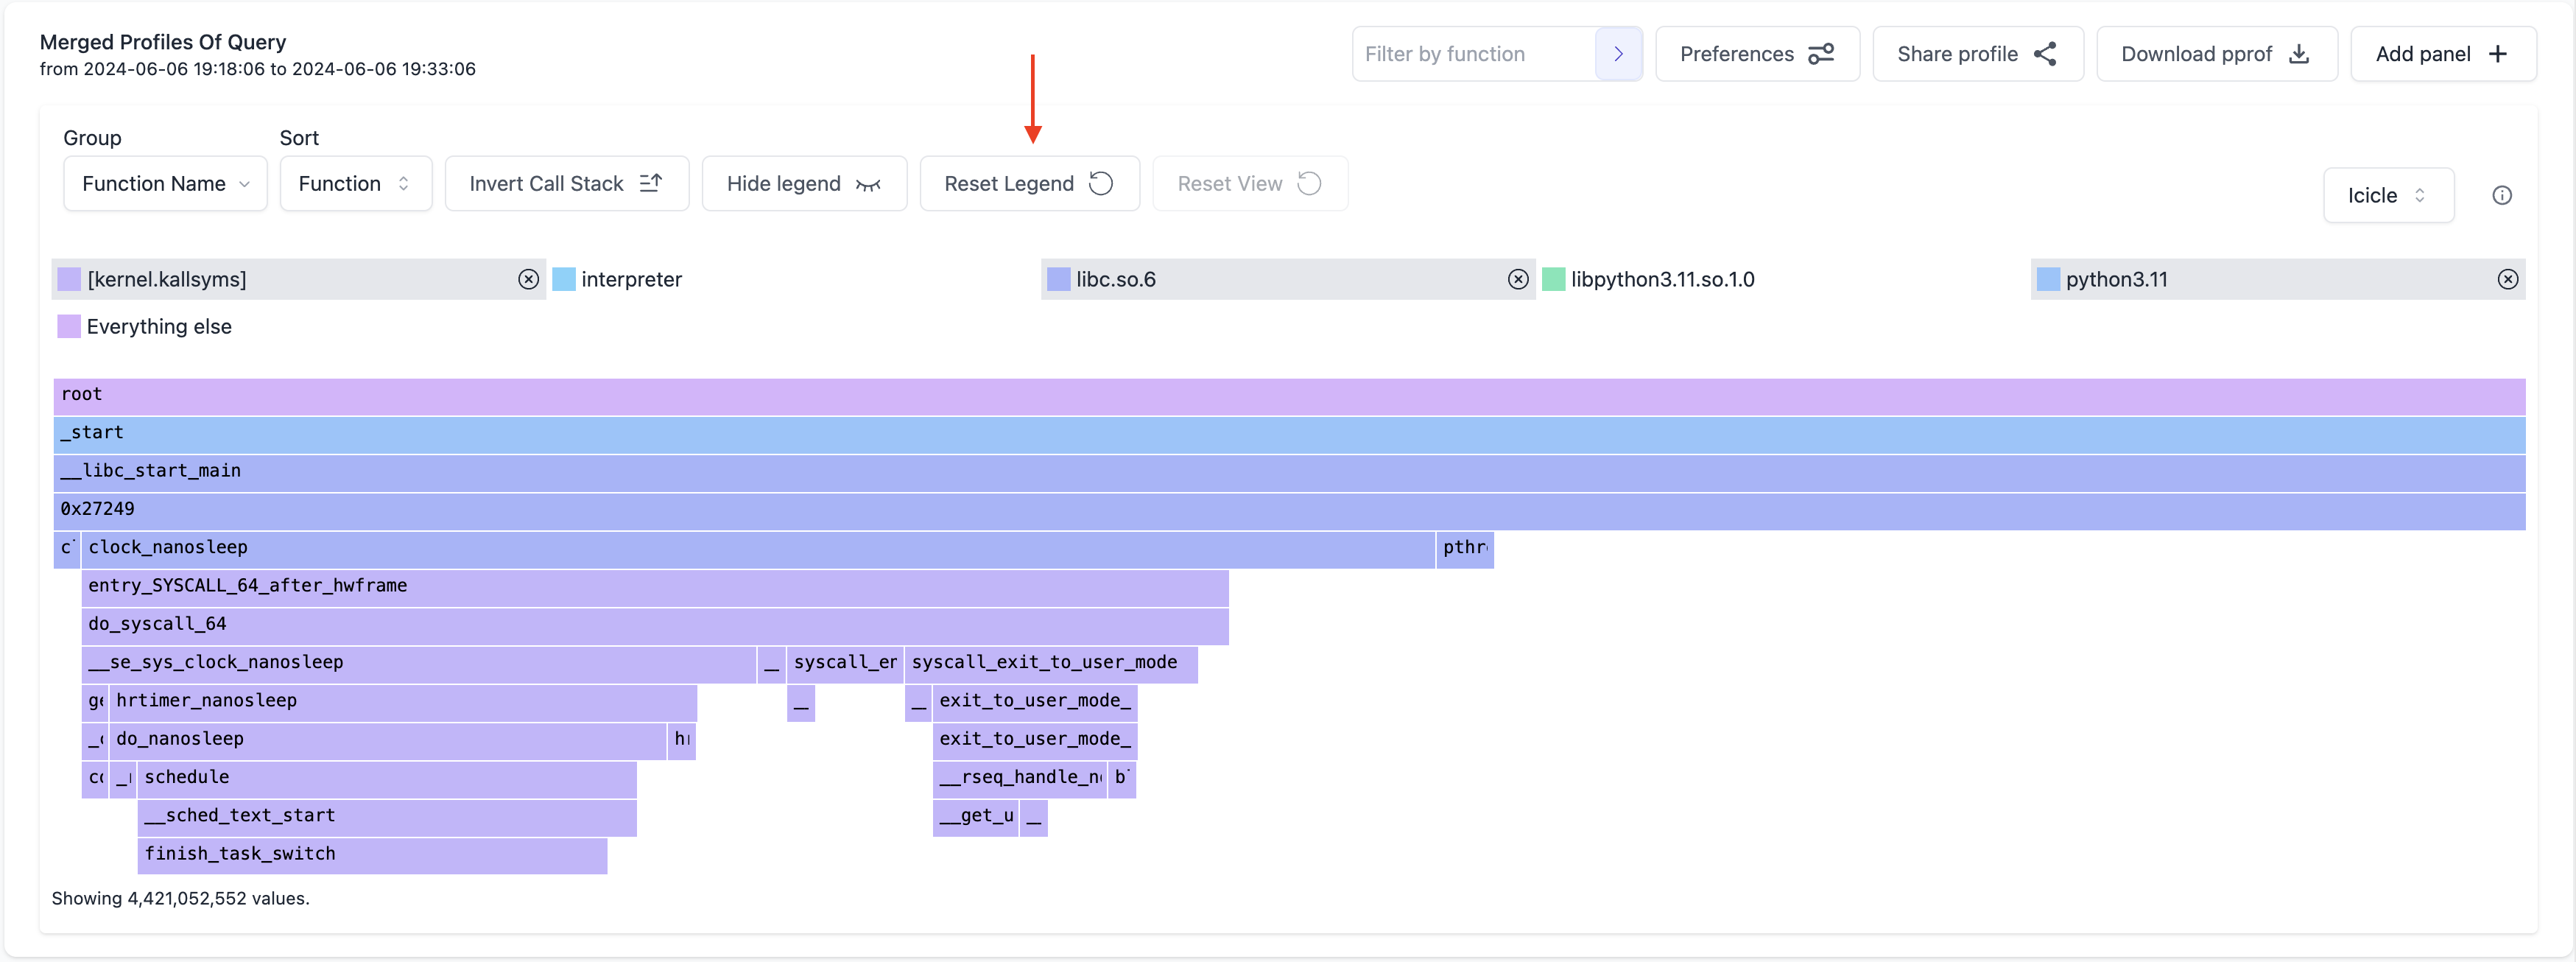 Merged Profiles Of Query
from 2024-06-06 19:18:06 to 2024-06-06 19:33:06
Filter by function
Preferences
Share profile
Download pprof
Add panel
Group
Sort
Function Name
Function
Invert Call Stack
Hide legend
Reset Legend
Reset View
Icicle
[kernel.kallsyms]
interpreter
libc.so.6
libpython3.11.so.1.0
python3.11
Everything else
root
_start
__libc_start_main
0x27249
clock_nanosleep
entry_SYSCALL_64_after_hwframe
do_syscall_64
__se_sys_clock_nanosleep
__
syscall_er
syscall_exit_to_user_mode
hrtimer_nanosleep
__
__
exit_to_user_mode_
do_nanosleep
exit_to_user_mode_
schedule
__sched_text_start
__get_u
__
finish_task_switch
Showing 4,421,052,552 values.